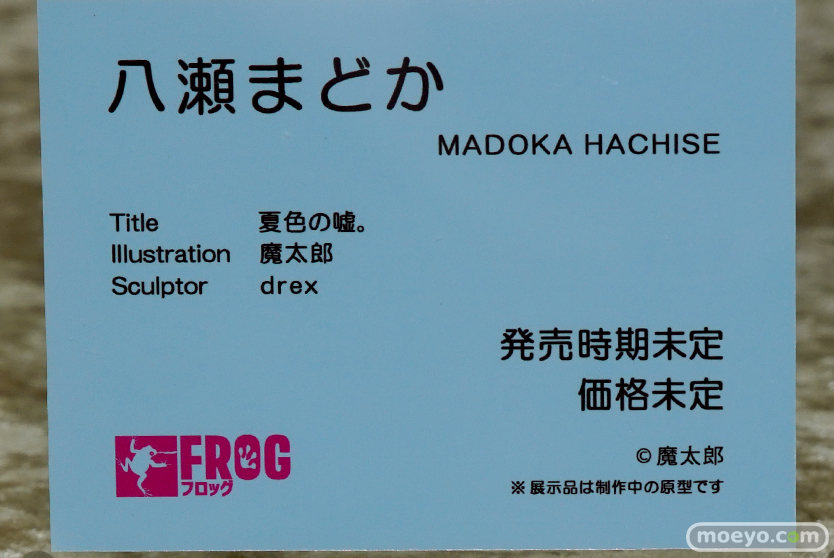 八瀬まどか
MADOKA HACHISE
Title 夏色の嘘。
Illustration 魔太郎
Sculptor drex
発売時期未定
価格未定
FROG
フロッグ
©魔太郎
※展示品は制作中の原型です
moeyo.com